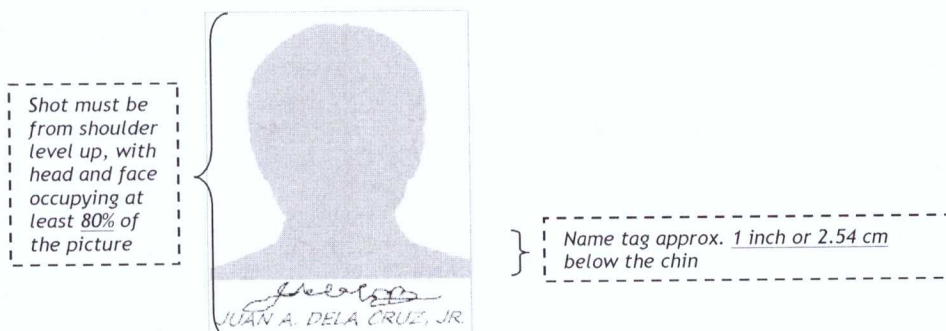 Shot must be
from shoulder
level up, with
head and face
occupying at
least 80% of
the picture
Name tag approx. 1 inch or 2.54 cm
below the chin
JUAN A. DELA CRUZ, JR.